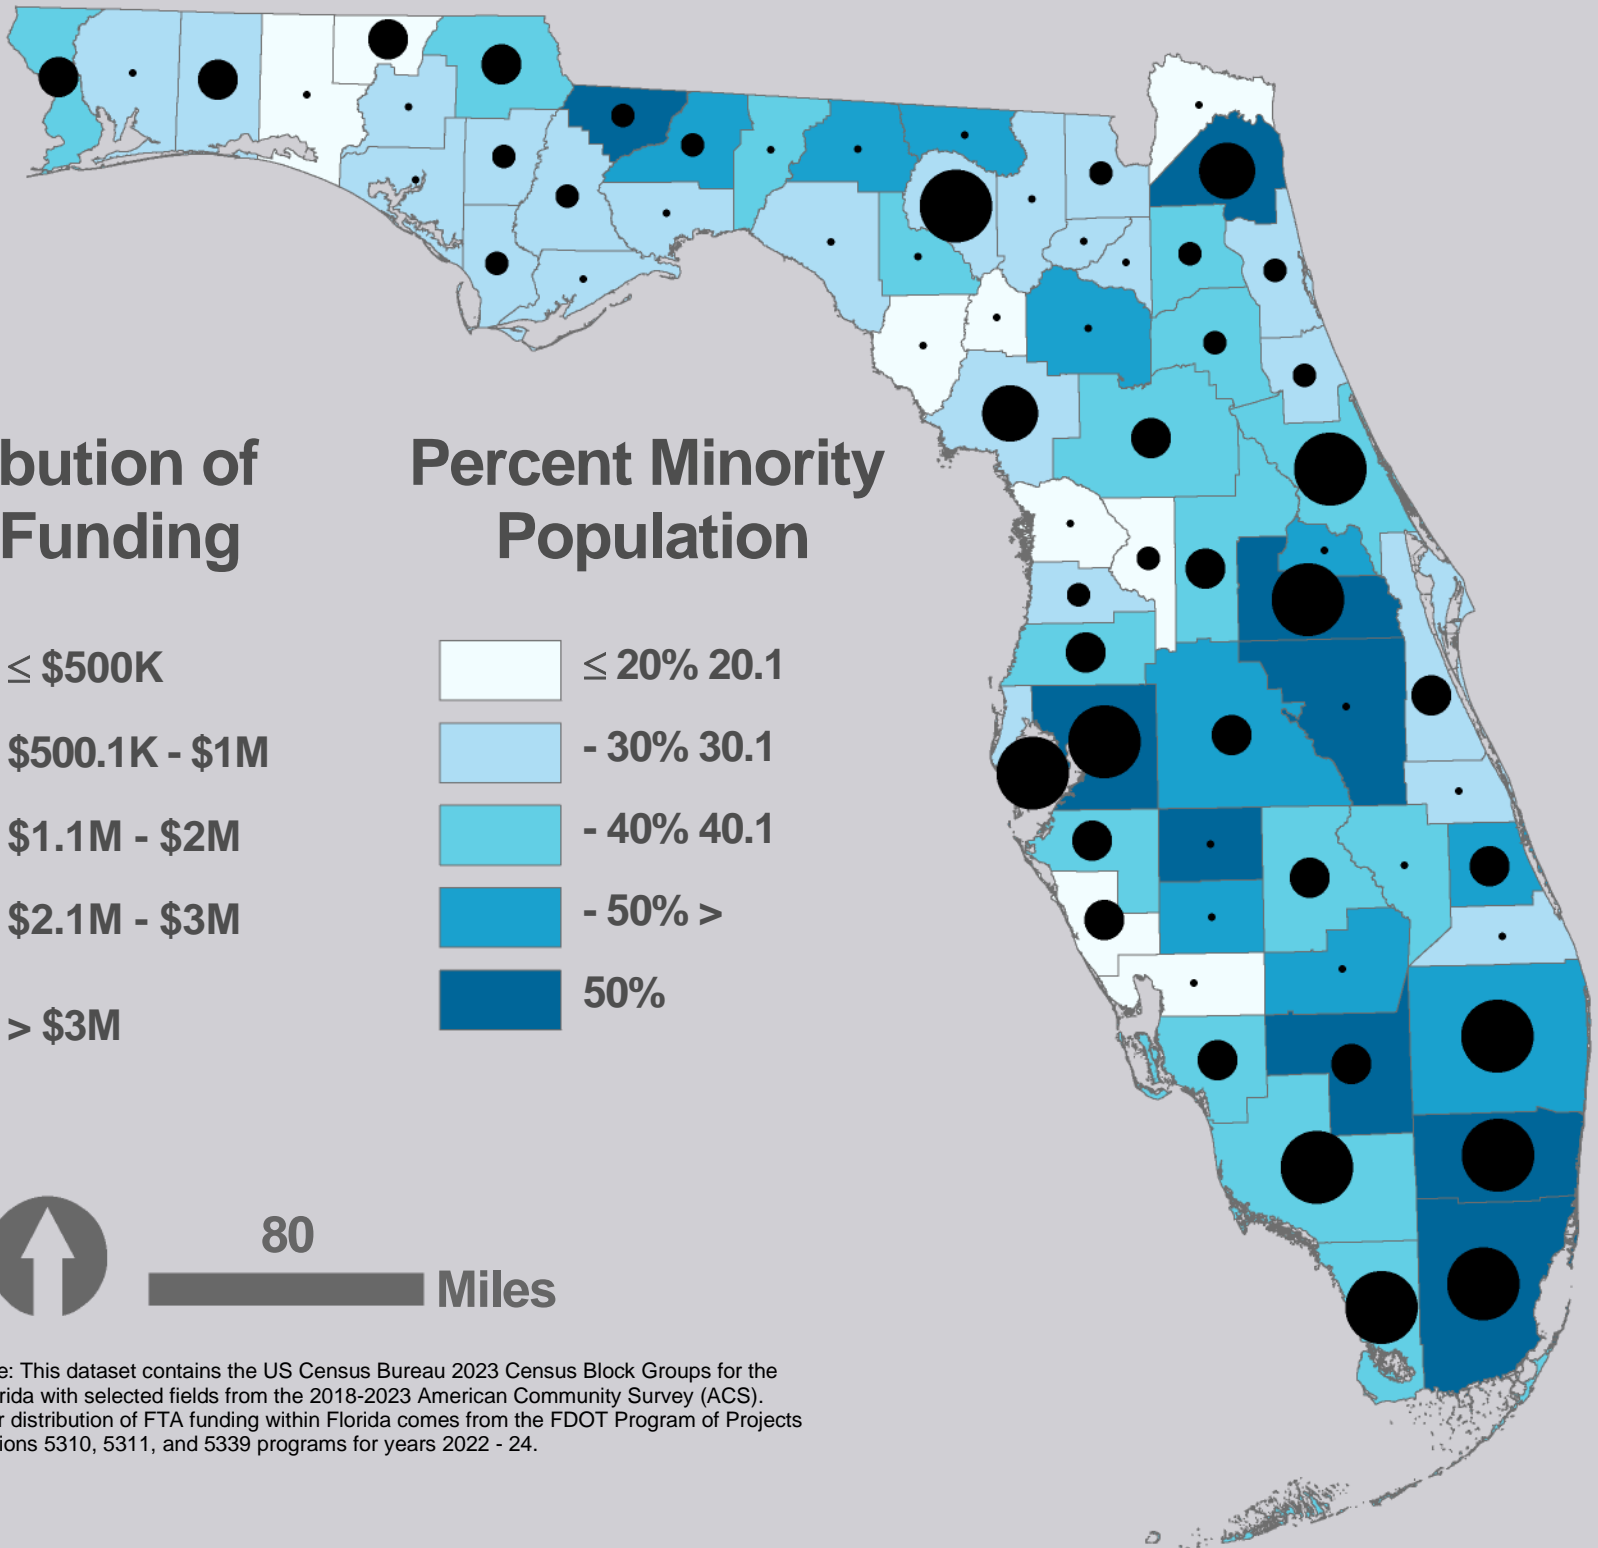 bution of
Funding
≤ $500K
$500.1K - $1M
$1.1M - $2M
$2.1M - $3M
> $3M
Percent Minority
Population
≤ 20% 20.1
- 30% 30.1
- 40% 40.1
- 50% >
50%
80
Miles
e: This dataset contains the US Census Bureau 2023 Census Block Groups for the
rida with selected fields from the 2018-2023 American Community Survey (ACS).
r distribution of FTA funding within Florida comes from the FDOT Program of Projects
ions 5310, 5311, and 5339 programs for years 2022 - 24.